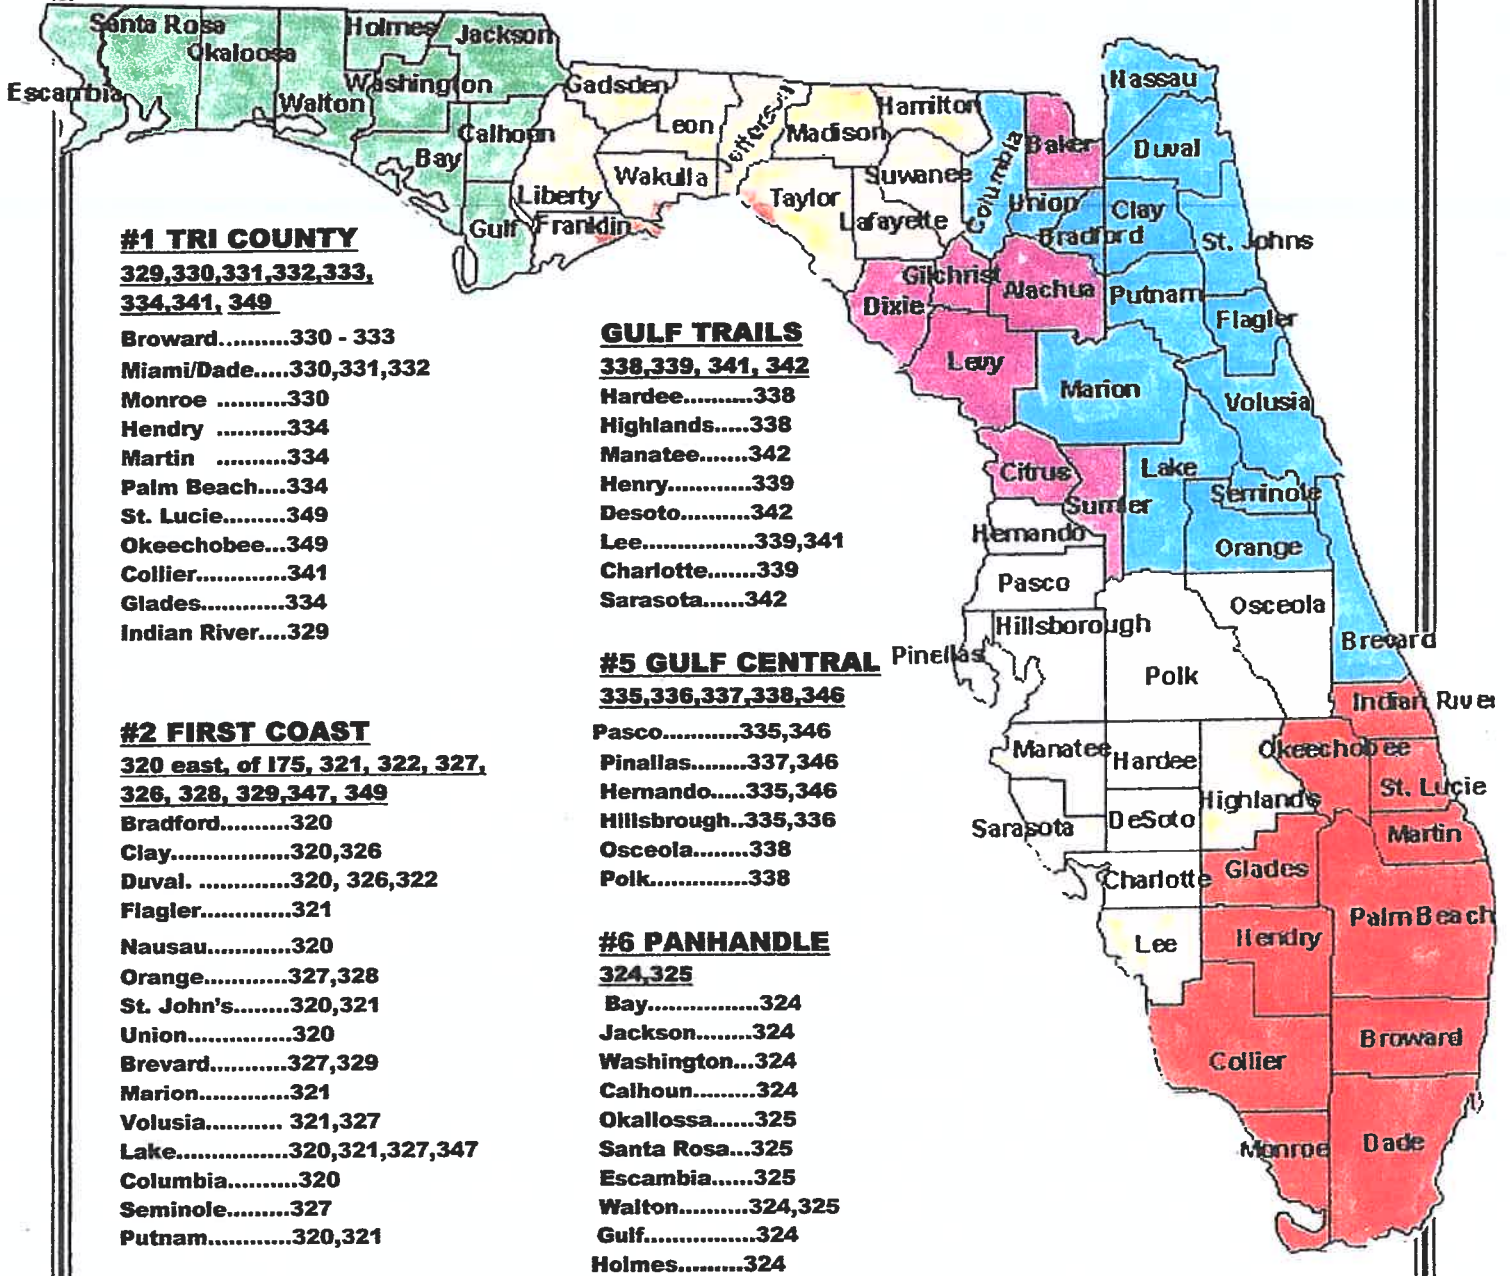 #1 TRI COUNTY
329,330,331,332,333,
334,341, 349
Broward..........330 - 333
Miami/Dade.....330,331,332
Monroe ..........330
Hendry ..........334
Martin ..........334
Palm Beach....334
St. Lucie.........349
Okeechobee...349
Collier.............341
Glades............334
Indian River....329
#2 FIRST COAST
320 east, of I75, 321, 322, 327,
326, 328, 329,347, 349
Bradford..........320
Clay.................320,326
Duval. .............320, 326,322
Flagler.............321
Nausau............320
Orange............327,328
St. John's........320,321
Union...............320
Brevard...........327,329
Marion.............321
Volusia........... 321,327
Lake................320,321,327,347
Columbia..........320
Seminole.........327
Putnam............320,321
GULF TRAILS
338,339, 341, 342
Hardee..........338
Highlands.....338
Manatee.......342
Henry............339
Desoto..........342
Lee................339,341
Charlotte.......339
Sarasota......342
#5 GULF CENTRAL
335,336,337,338,346
Pasco...........335,346
Pinallas........337,346
Hernando.....335,346
Hillsbrough..335,336
Osceola........338
Polk..............338
#6 PANHANDLE
324,325
Bay................324
Jackson........324
Washington...324
Calhoun.........324
Okallossa......325
Santa Rosa...325
Escambia......325
Walton..........324,325
Gulf................324
Holmes.........324
Santa Rosa
Okaloosa
Holmes
Jackson
Escambia
Walton
Washington
Calhoun
Bay
Gulf
Gadsden
Leon
Jefferson
Madison
Hamilton
Liberty
Franklin
Wakulla
Taylor
Suwanee
Lafayette
Columbia
Baker
Nassau
Duval
Union
Bradford
Clay
St. Johns
Dixie
Gilchrist
Alachua
Putnam
Flagler
Levy
Marion
Volusia
Citrus
Sumter
Lake
Seminole
Hernando
Orange
Pasco
Osceola
Hillsborough
Pinellas
Polk
Brevard
Indian River
Manatee
Hardee
Okeechobee
Highlands
St. Lucie
Sarasota
DeSoto
Martin
Charlotte
Glades
Palm Beach
Lee
Hendry
Collier
Broward
Monroe
Dade